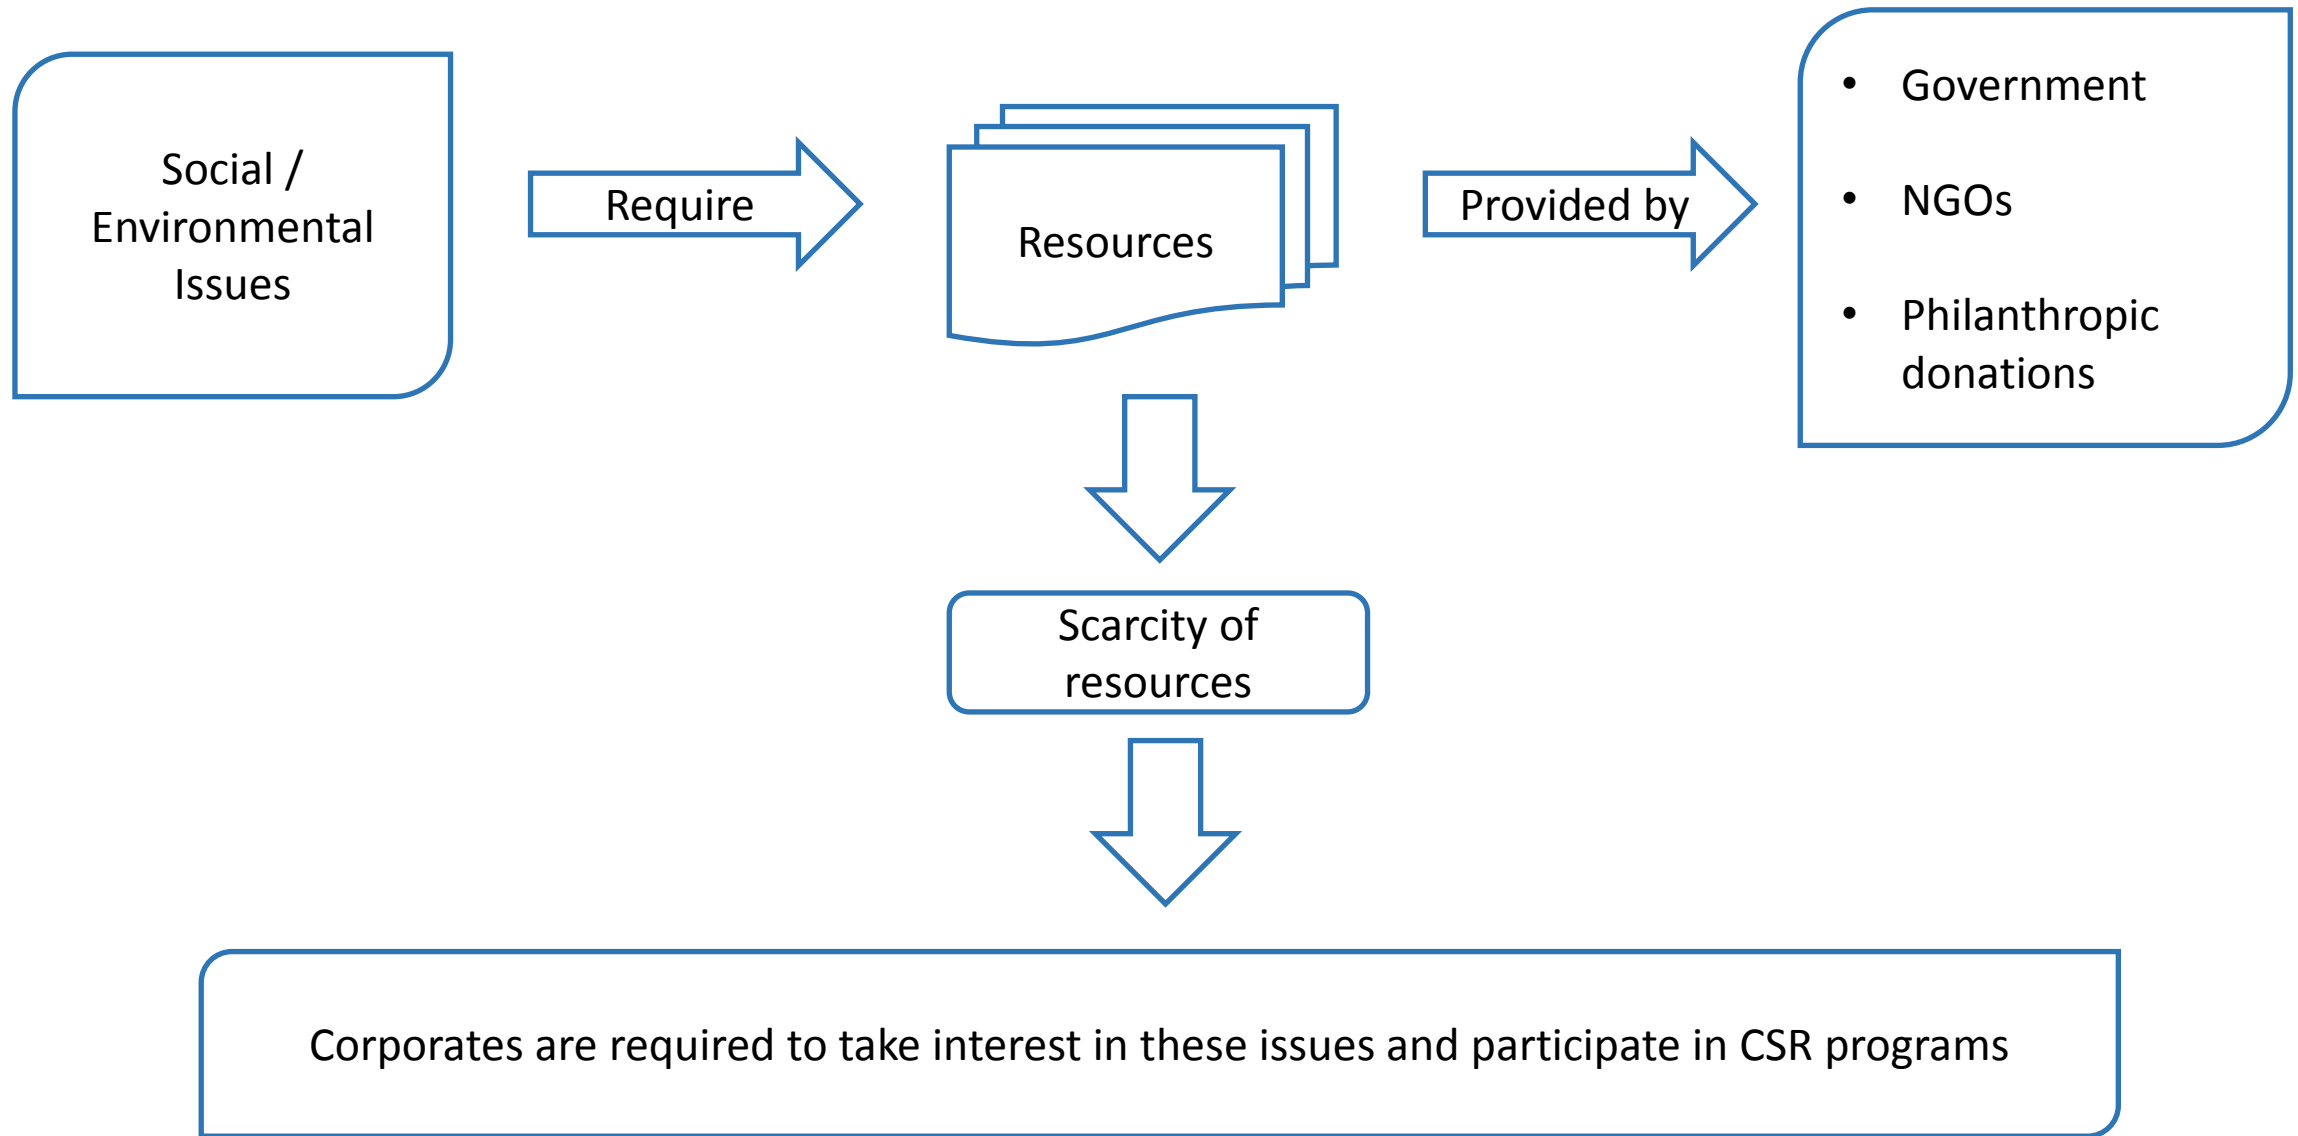 Social /
Environmental
Issues
Require
Resources
Provided by
• Government
• NGOs
• Philanthropic
donations
Scarcity of
resources
Corporates are required to take interest in these issues and participate in CSR programs